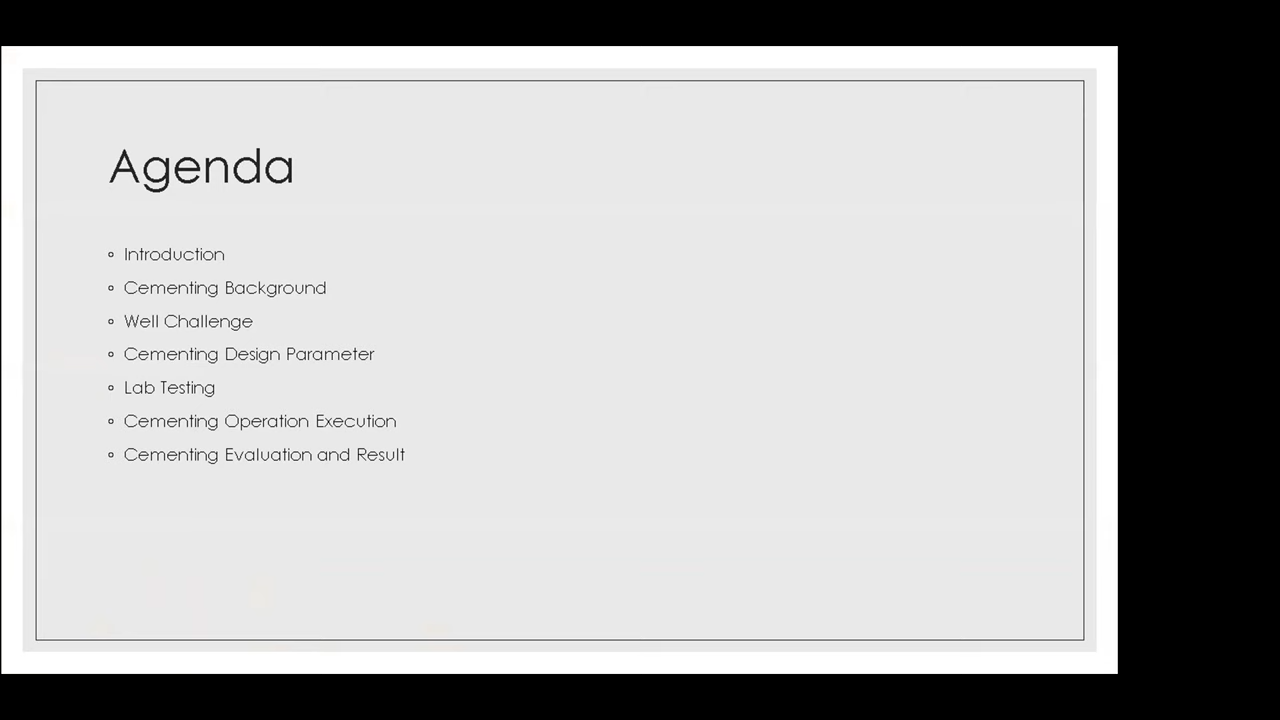 Agenda
Introduction
Cementing Background
Well Challenge
Cementing Design Parameter
Lab Testing
Cementing Operation Execution
Cementing Evaluation and Result